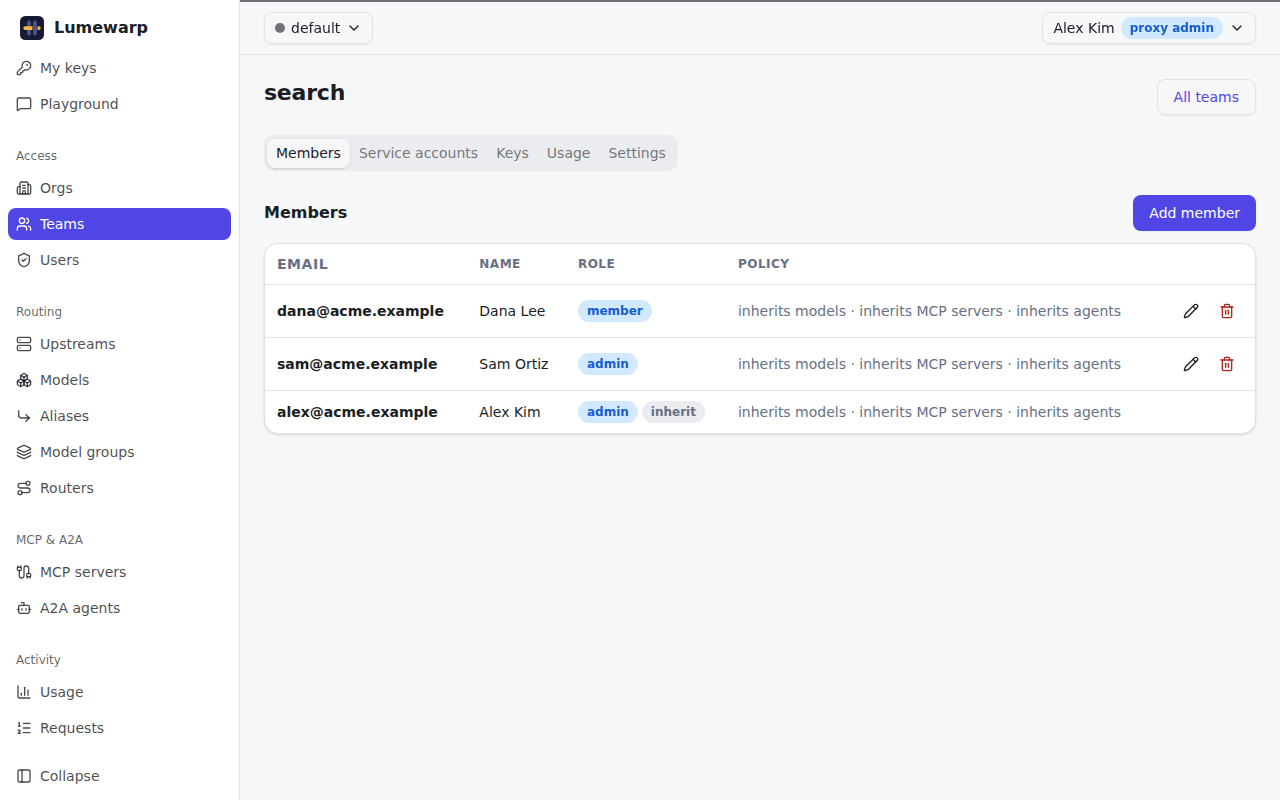 Lumewarp
My keys
Playground
Access
Orgs
Teams
Users
Routing
Upstreams
Models
Aliases
Model groups
Routers
MCP & A2A
MCP servers
A2A agents
Activity
Usage
Requests
Collapse
default
Alex Kim proxy admin
search
All teams
Members Service accounts Keys Usage Settings
Members
Add member
EMAIL NAME ROLE POLICY
dana@acme.example Dana Lee member inherits models · inherits MCP servers · inherits agents
sam@acme.example Sam Ortiz admin inherits models · inherits MCP servers · inherits agents
alex@acme.example Alex Kim admin inherit inherits models · inherits MCP servers · inherits agents